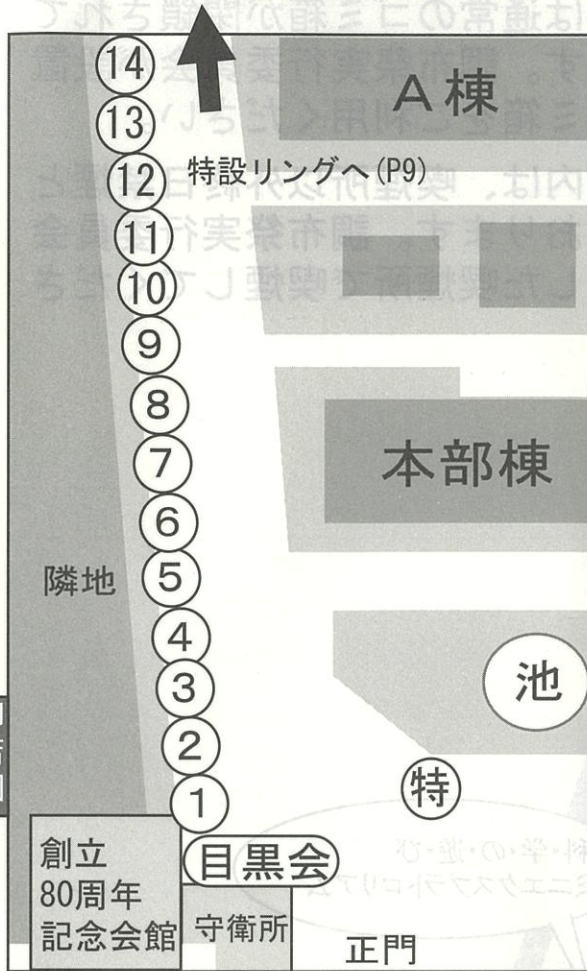 A棟
特設リングへ(P9)
本部棟
⑭
⑬
⑫
⑪
⑩
⑨
⑧
⑦
⑥
⑤
④
③
②
①
隣地
池
特
目黒会
創立
80周年
記念会館
守衛所
正門